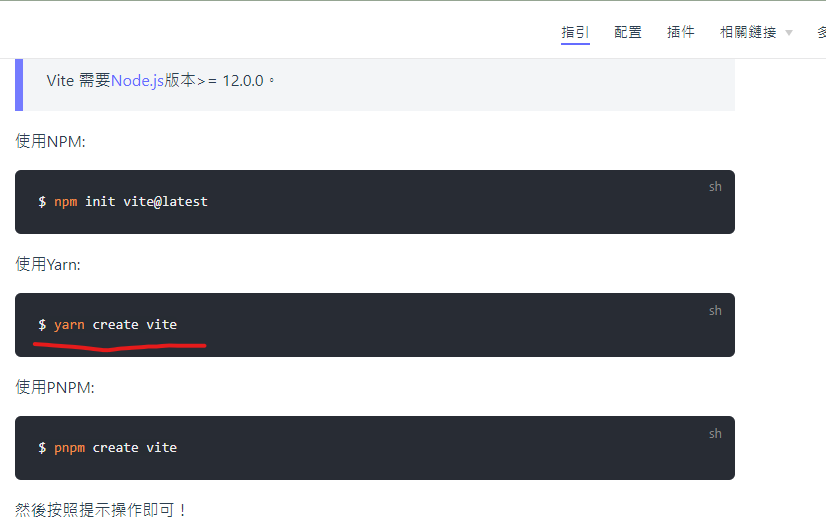 指引 配置 插件 相關鏈接
Vite 需要Node.js版本>= 12.0.0。
使用NPM:
sh
$ npm init vite@latest
使用Yarn:
sh
$ yarn create vite
使用PNPM:
sh
$ pnpm create vite
然後按照提示操作即可！